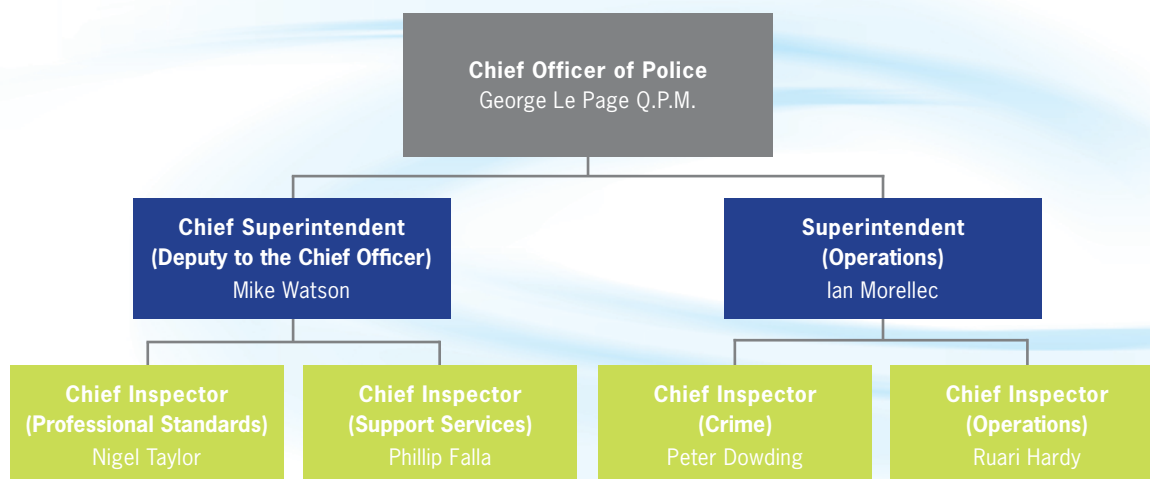 Chief Officer of Police
George Le Page Q.P.M.
Chief Superintendent
(Deputy to the Chief Officer)
Mike Watson
Superintendent
(Operations)
Ian Morellec
Chief Inspector
(Professional Standards)
Nigel Taylor
Chief Inspector
(Support Services)
Phillip Falla
Chief Inspector
(Crime)
Peter Dowding
Chief Inspector
(Operations)
Ruari Hardy